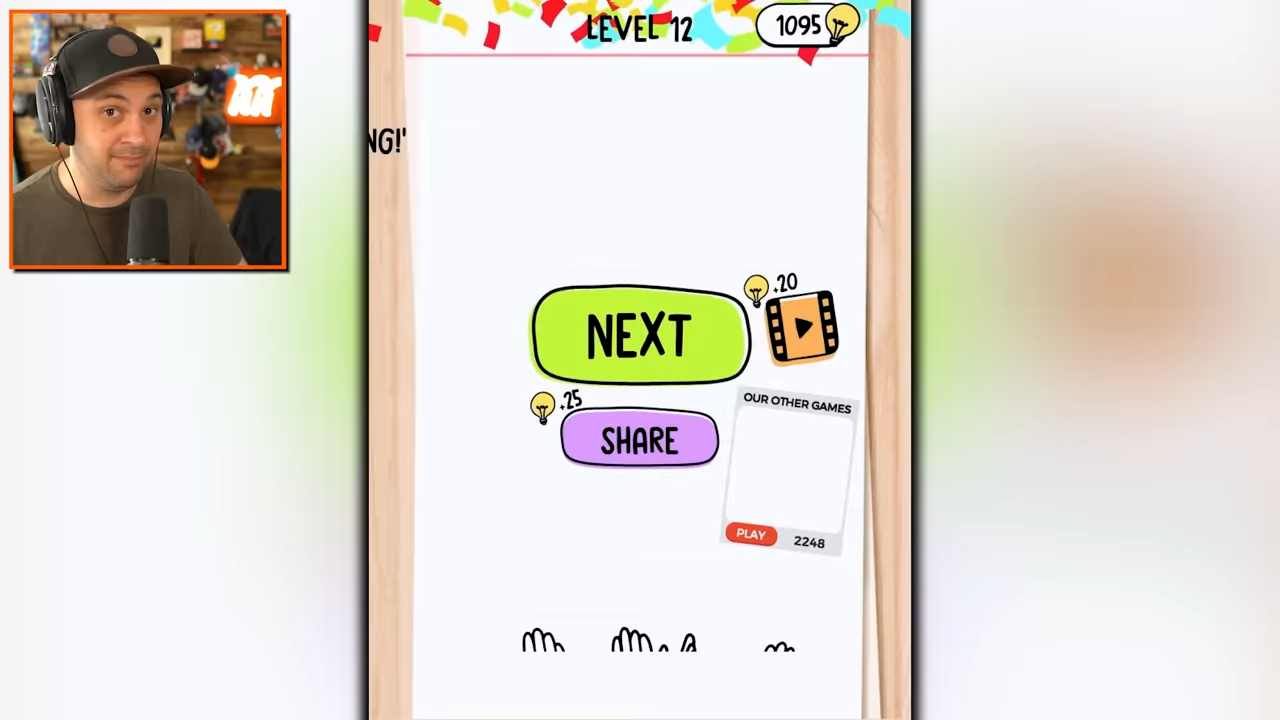 LEVEL 12
1095
NG!'
+20
NEXT
+25
SHARE
OUR OTHER GAMES
PLAY
2248